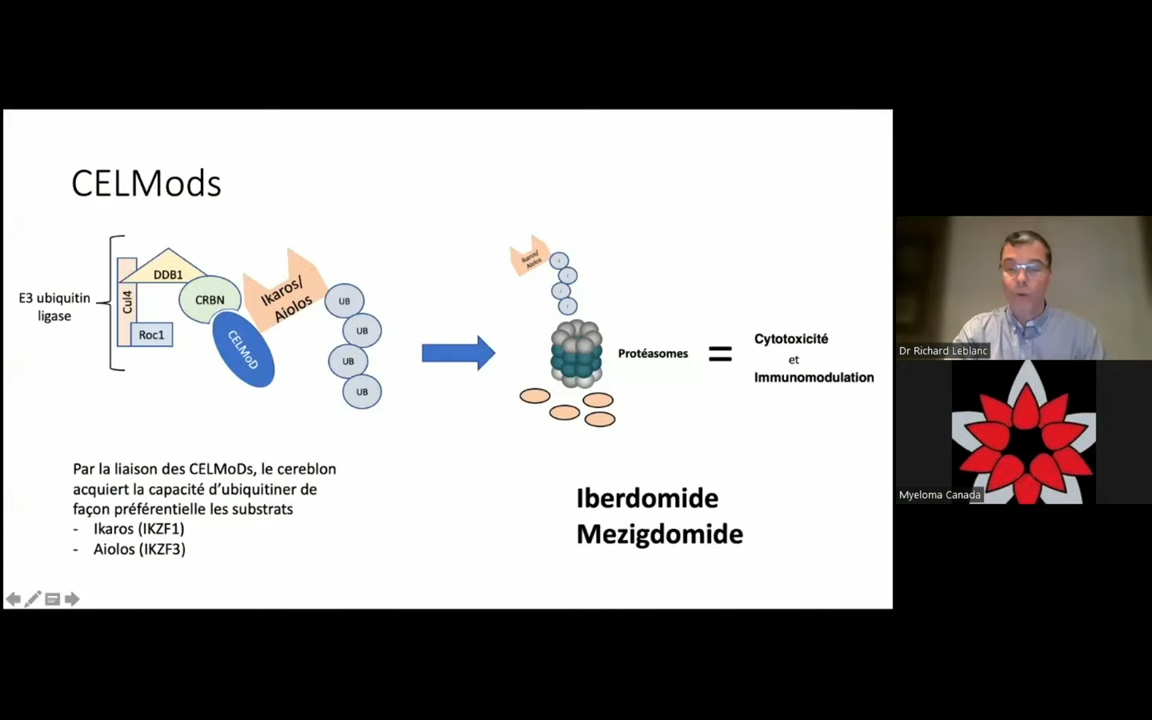 CELMods
E3 ubiquitin
ligase
Cul4
DDB1
Roc1
CRBN
CELMoD
Ikaros/
Aiolos
UB
UB
UB
UB
Ikaros/
Aiolos
Protéasomes
=
Cytotoxicité
et
Immunomodulation
Par la liaison des CELMoDs, le cereblon
acquiert la capacité d'ubiquitiner de
façon préférentielle les substrats
- Ikaros (IKZF1)
- Aiolos (IKZF3)
Iberdomide
Mezigdomide
Dr Richard Leblanc
Myeloma Canada